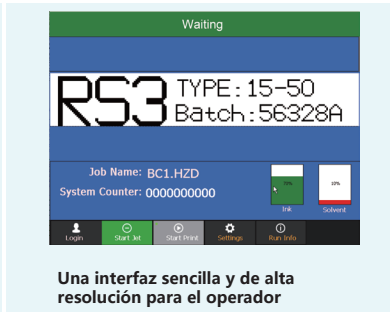 Waiting
RS3 TYPE:15-50
Batch:56328A
Job Name: BC1.HZD
System Counter: 0000000000
Ink
10%
Solvent
Login
Start Jet
Start Print
Settings
Run Info
Una interfaz sencilla y de alta
resolución para el operador